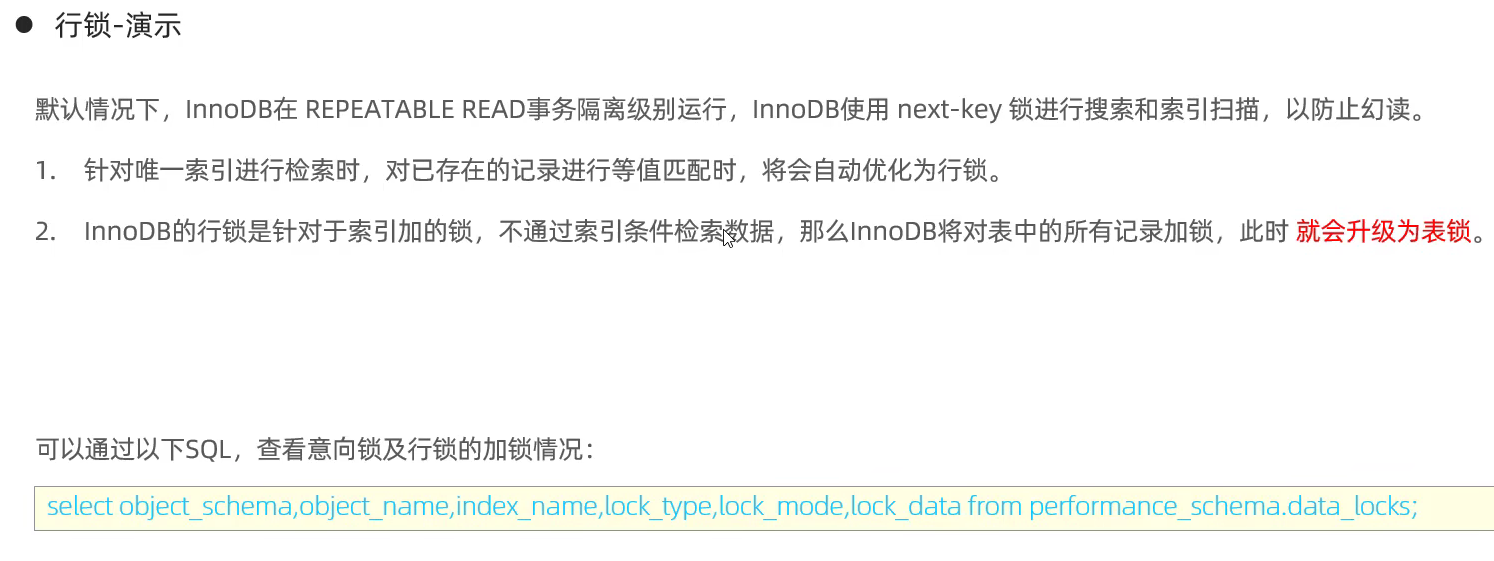 ● 行锁-演示
默认情况下，InnoDB在 REPEATABLE READ事务隔离级别运行，InnoDB使用 next-key 锁进行搜索和索引扫描，以防止幻读。
1. 针对唯一索引进行检索时，对已存在的记录进行等值匹配时，将会自动优化为行锁。
2. InnoDB的行锁是针对于索引加的锁，不通过索引条件检索数据，那么InnoDB将对表中的所有记录加锁，此时 就会升级为表锁。
可以通过以下SQL，查看意向锁及行锁的加锁情况：
select object_schema,object_name,index_name,lock_type,lock_mode,lock_data from performance_schema.data_locks;